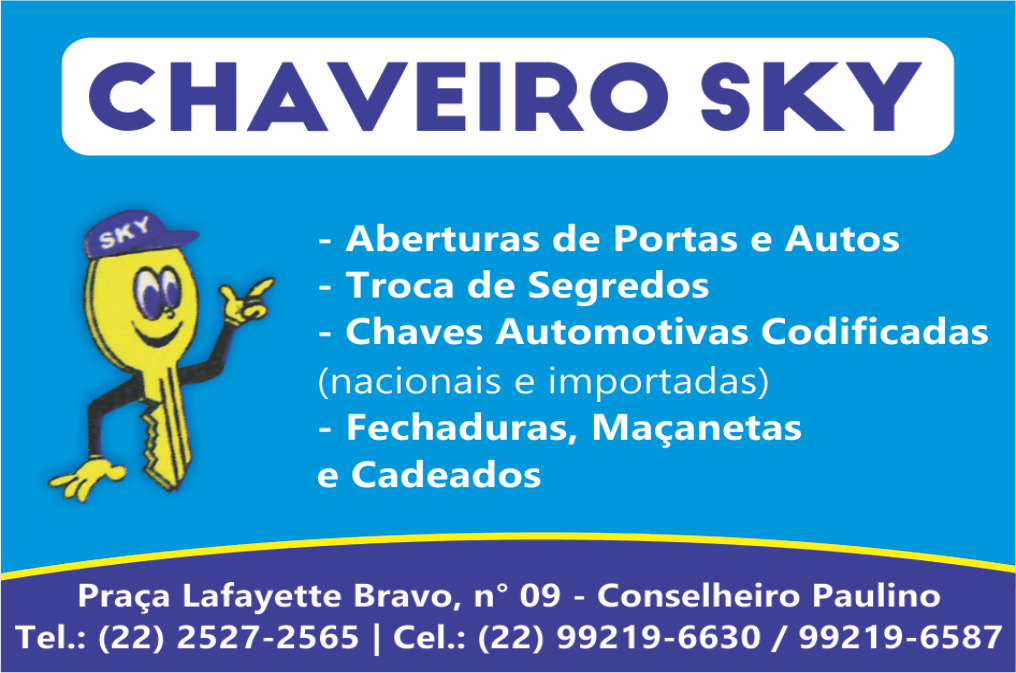 CHAVEIRO SKY
SKY
- Aberturas de Portas e Autos
- Troca de Segredos
- Chaves Automotivas Codificadas
(nacionais e importadas)
- Fechaduras, Maçanetas
e Cadeados
Praça Lafayette Bravo, n° 09 - Conselheiro Paulino
Tel.: (22) 2527-2565 | Cel.: (22) 99219-6630 / 99219-6587